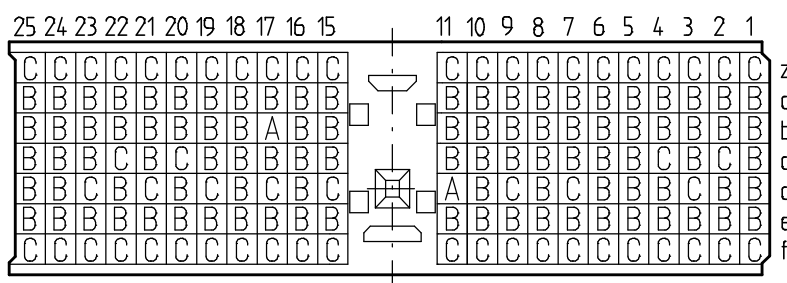 25 24 23 22 21 20 19 18 17 16 15 11 10 9 8 7 6 5 4 3 2 1
C C C C C C C C C C C C C C C C C C C C C C z
B B B B B B B B B B B B B B B B B B B B B B
B B B B B B B B A B B B B B B B B B B B B B
B B B C B C B B B B B B B B B B B B C B C B
B B C B C B C B C B C A B C B C B B B C B B
B B B B B B B B B B B B B B B B B B B B B B e
C C C C C C C C C C C C C C C C C C C C C C f